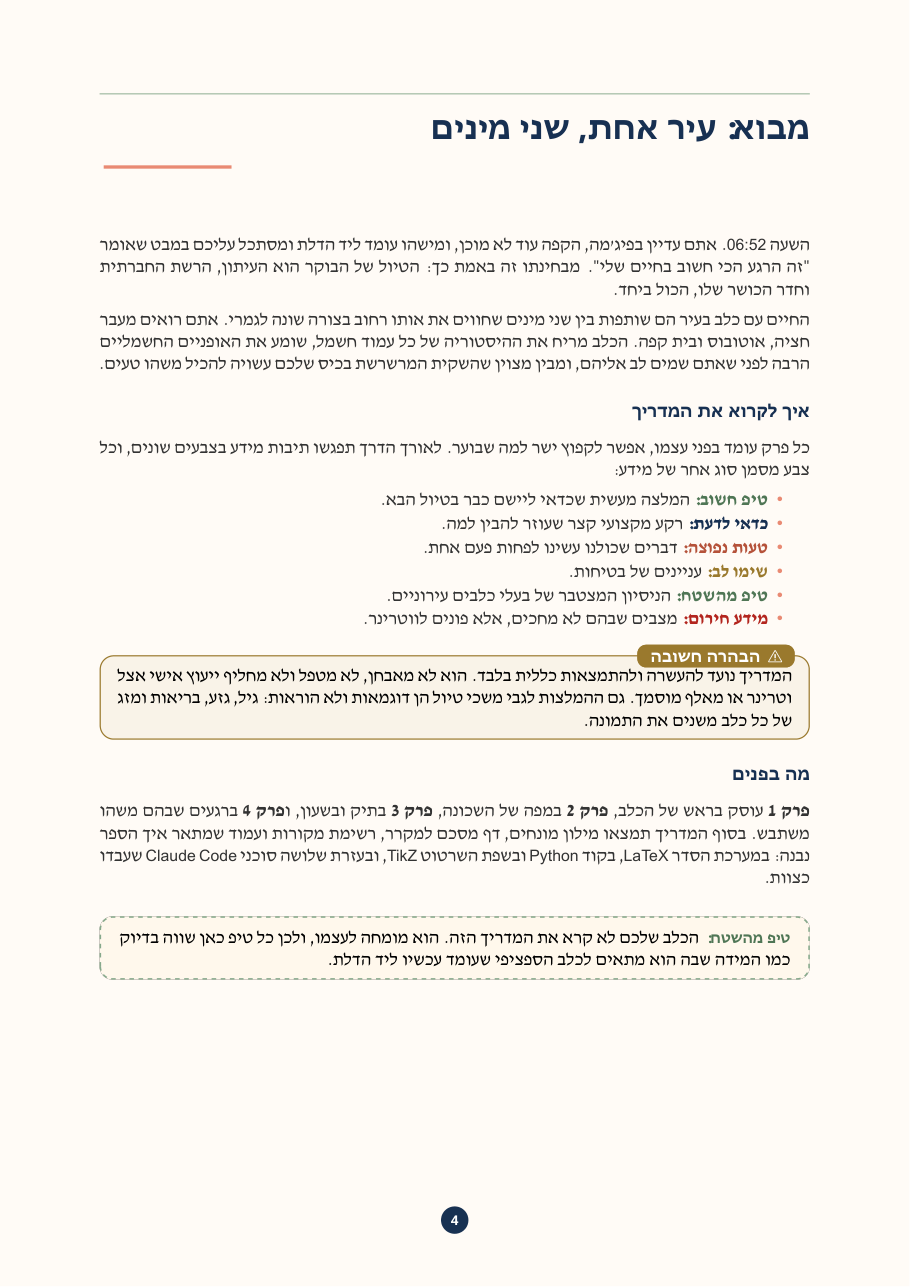 מבוא: עיר אחת, שני מינים
השעה 06:52. אתם עדיין בפיג'מה, הקפה עוד לא מוכן, ומישהו עומד ליד הדלת ומסתכל עליכם במבט שאומר
"זה הרגע הכי חשוב בחיים שלי". מבחינתו זה באמת כך: הטיול של הבוקר הוא העיתון, הרשת החברתית
וחדר הכושר שלו, הכול ביחד.
החיים עם כלב בעיר הם שותפות בין שני מינים שחווים את אותו רחוב בצורה שונה לגמרי. אתם רואים מעבר
חציה, אוטובוס ובית קפה. הכלב מריח את ההיסטוריה של כל עמוד חשמל, שומע את האופניים החשמליים
הרבה לפני שאתם שמים לב אליהם, ומבין מצוין שהשקית המרשרשת בכיס שלכם עשויה להכיל משהו טעים.
איך לקרוא את המדריך
כל פרק עומד בפני עצמו, אפשר לקפוץ ישר למה שבוער. לאורך הדרך תפגשו תיבות מידע בצבעים שונים, וכל
צבע מסמן סוג אחר של מידע:
• טיפ חשוב: המלצה מעשית שכדאי ליישם כבר בטיול הבא.
• כדאי לדעת: רקע מקצועי קצר שעוזר להבין למה.
• טעות נפוצה: דברים שכולנו עשינו לפחות פעם אחת.
• שימו לב: עניינים של בטיחות.
• טיפ מהשטח: הניסיון המצטבר של בעלי כלבים עירוניים.
• מידע חירום: מצבים שבהם לא מחכים, אלא פונים לווטרינר.
⚠ הבהרה חשובה
המדריך נועד להעשרה ולהתמצאות כללית בלבד. הוא לא מאבחן, לא מטפל ולא מחליף ייעוץ אישי אצל
וטרינר או מאלף מוסמך. גם ההמלצות לגבי משכי טיול הן דוגמאות ולא הוראות: גיל, גזע, בריאות ומזג
של כל כלב משנים את התמונה.
מה בפנים
פרק 1 עוסק בראש של הכלב, פרק 2 במפה של השכונה, פרק 3 בתיק ובשעון, ופרק 4 ברגעים שבהם משהו
משתבש. בסוף המדריך תמצאו מילון מונחים, דף מסכם למקרר, רשימת מקורות ועמוד שמתאר איך הספר
נבנה: במערכת הסדר LaTeX, בקוד Python ובשפת השרטוט TikZ, ובעזרת שלושה סוכני Claude Code שעבדו
כצוות.
טיפ מהשטח: הכלב שלכם לא קרא את המדריך הזה. הוא מומחה לעצמו, ולכן כל טיפ כאן שווה בדיוק
כמו המידה שבה הוא מתאים לכלב הספציפי שעומד עכשיו ליד הדלת.
4